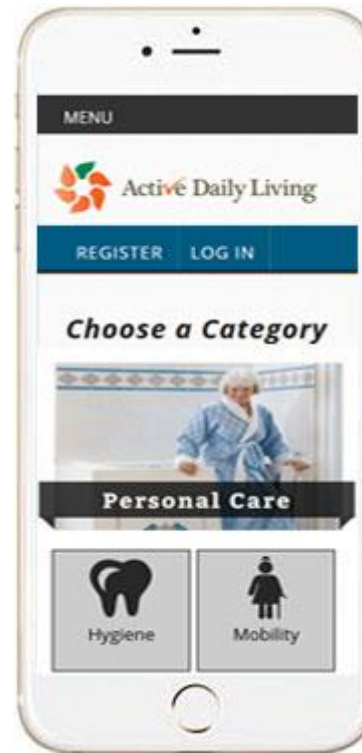 MENU
Active Daily Living
REGISTER LOG IN
Choose a Category
Personal Care
Hygiene Mobility